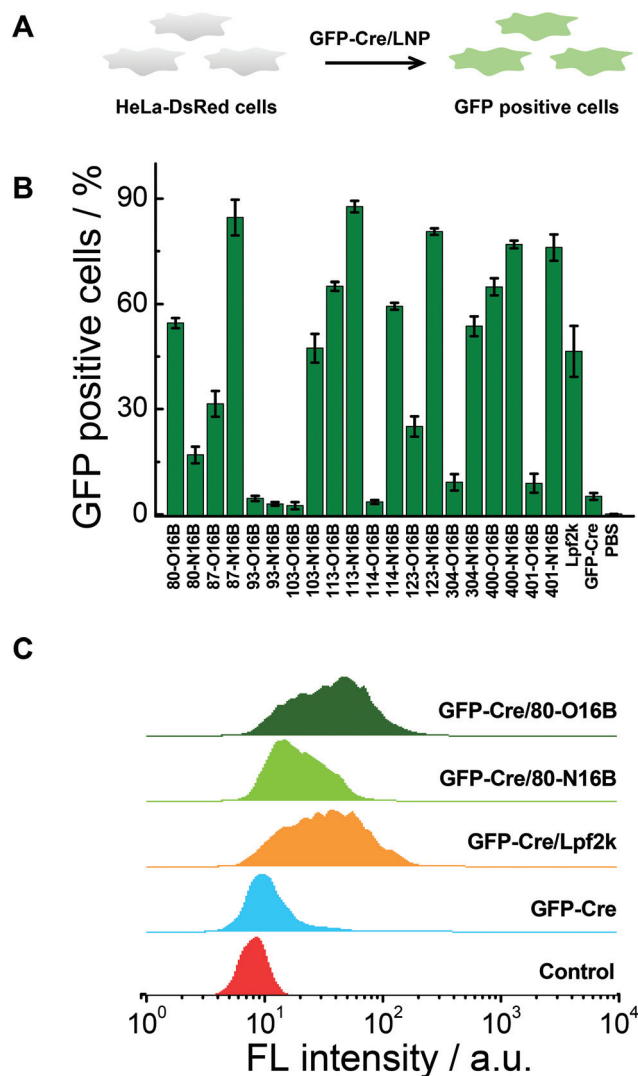 A
GFP-Cre/LNP
HeLa-DsRed cells
GFP positive cells
B
GFP positive cells / %
90
60
30
0
80-O16B
80-N16B
87-O16B
87-N16B
93-O16B
93-N16B
103-O16B
103-N16B
113-O16B
113-N16B
114-O16B
114-N16B
123-O16B
123-N16B
304-O16B
304-N16B
400-O16B
400-N16B
401-O16B
401-N16B
Lpf2k
GFP-Cre
PBS
C
GFP-Cre/80-O16B
GFP-Cre/80-N16B
GFP-Cre/Lpf2k
GFP-Cre
Control
10⁰ 10¹ 10² 10³ 10⁴
FL intensity / a.u.